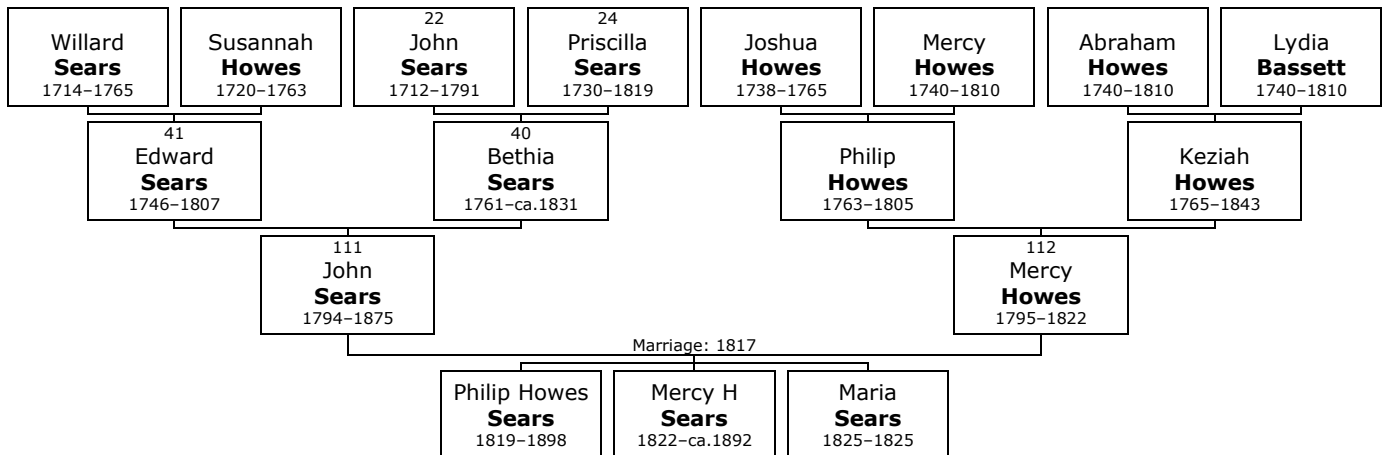 Willard
Sears
1714–1765
Susannah
Howes
1720–1763
22
John
Sears
1712–1791
24
Priscilla
Sears
1730–1819
Joshua
Howes
1738–1765
Mercy
Howes
1740–1810
Abraham
Howes
1740–1810
Lydia
Bassett
1740–1810
41
Edward
Sears
1746–1807
40
Bethia
Sears
1761–ca.1831
Philip
Howes
1763–1805
Keziah
Howes
1765–1843
111
John
Sears
1794–1875
112
Mercy
Howes
1795–1822
Marriage: 1817
Philip Howes
Sears
1819–1898
Mercy H
Sears
1822–ca.1892
Maria
Sears
1825–1825